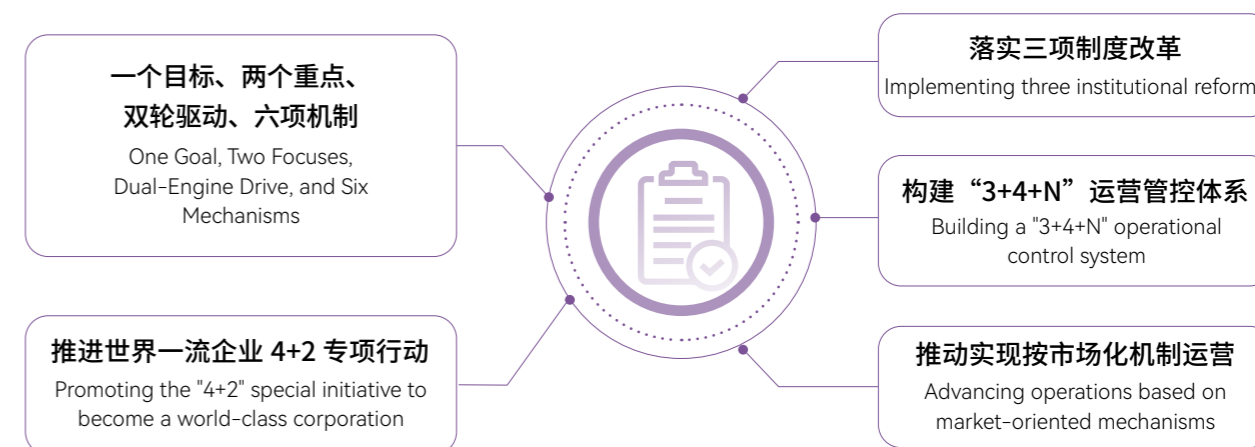 一个目标、两个重点、
双轮驱动、六项机制
One Goal, Two Focuses,
Dual-Engine Drive, and Six
Mechanisms
推进世界一流企业 4+2 专项行动
Promoting the "4+2" special initiative to
become a world-class corporation
落实三项制度改革
Implementing three institutional reform
构建“3+4+N”运营管控体系
Building a "3+4+N" operational
control system
推动实现按市场化机制运营
Advancing operations based on
market-oriented mechanisms